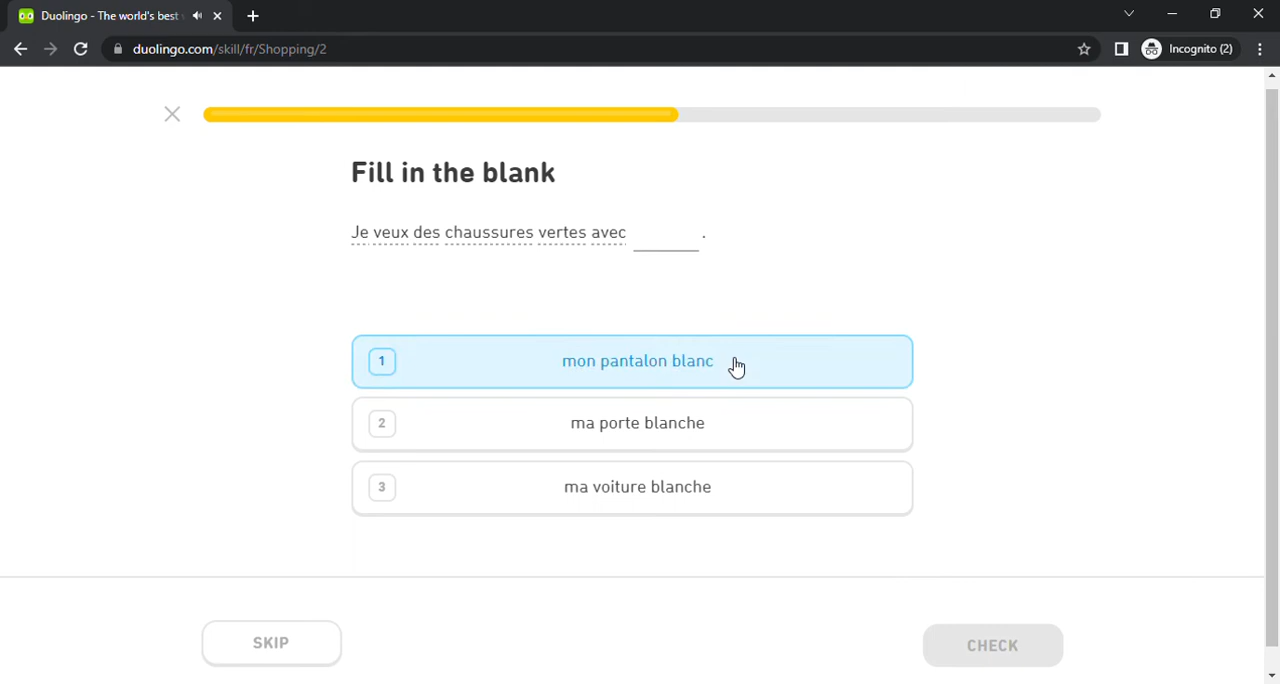 Duolingo - The world's best
duolingo.com/skill/fr/Shopping/2
Incognito (2)
Fill in the blank
Je veux des chaussures vertes avec ______ .
1 mon pantalon blanc
2 ma porte blanche
3 ma voiture blanche
SKIP
CHECK